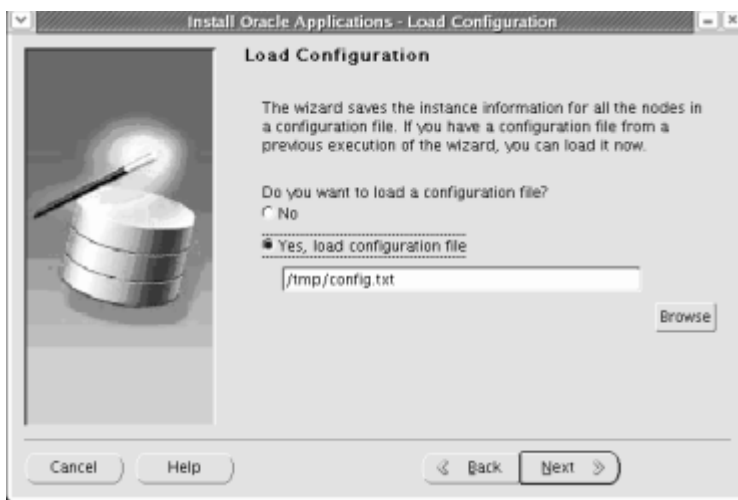 Install Oracle Applications - Load Configuration
Load Configuration
The wizard saves the instance information for all the nodes in
a configuration file. If you have a configuration file from a
previous execution of the wizard, you can load it now.
Do you want to load a configuration file?
No
Yes, load configuration file
/tmp/config.txt
Browse
Cancel Help Back Next